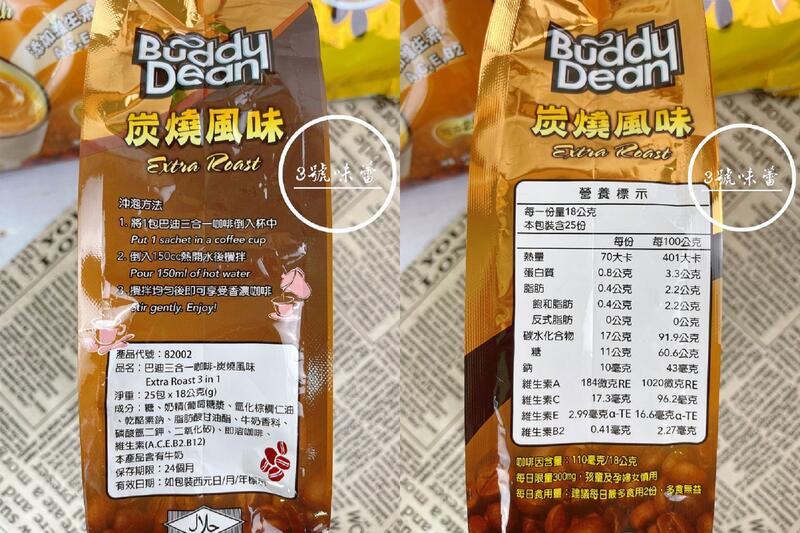 Buddy
Dean
炭燒風味
Extra Roast
3號味蕾
沖泡方法
1. 將1包巴迪三合一咖啡倒入杯中
Put 1 sachet in a coffee cup
2. 倒入150cc熱開水後攪拌
Pour 150ml of hot water
3. 攪拌均勻後即可享受香濃咖啡
stir gently. Enjoy!
產品代號：82002
品名：巴迪三合一咖啡-炭燒風味
Extra Roast 3 in 1
淨重：25包 x 18公克(g)
成分：糖、奶精(葡萄糖漿、氫化棕櫚仁油
、乾酪素鈉、脂肪酸甘油酯、牛奶香料、
磷酸氫二鉀、二氧化矽)、即溶咖啡、
維生素(A.C.E.B2.B12)
本產品含有牛奶
保存期限：24個月
有效日期：如包裝西元日/月/年標示
Buddy
Dean
炭燒風味
Extra Roast
3號味蕾
營養標示
每一份量18公克
本包裝含25份
每份 每100公克
熱量 70大卡 401大卡
蛋白質 0.8公克 3.3公克
脂肪 0.4公克 2.2公克
飽和脂肪 0.4公克 2.2公克
反式脂肪 0公克 0公克
碳水化合物 17公克 91.9公克
糖 11公克 60.6公克
鈉 10毫克 43毫克
維生素A 184微克RE 1020微克RE
維生素C 17.3毫克 96.2毫克
維生素E 2.99毫克α-TE 16.6毫克α-TE
維生素B2 0.41毫克 2.27毫克
咖啡因含量：110毫克/18公克
每日限量300mg，孩童及孕婦女慎用
每日食用量：建議每日最多食用2份，多食無益